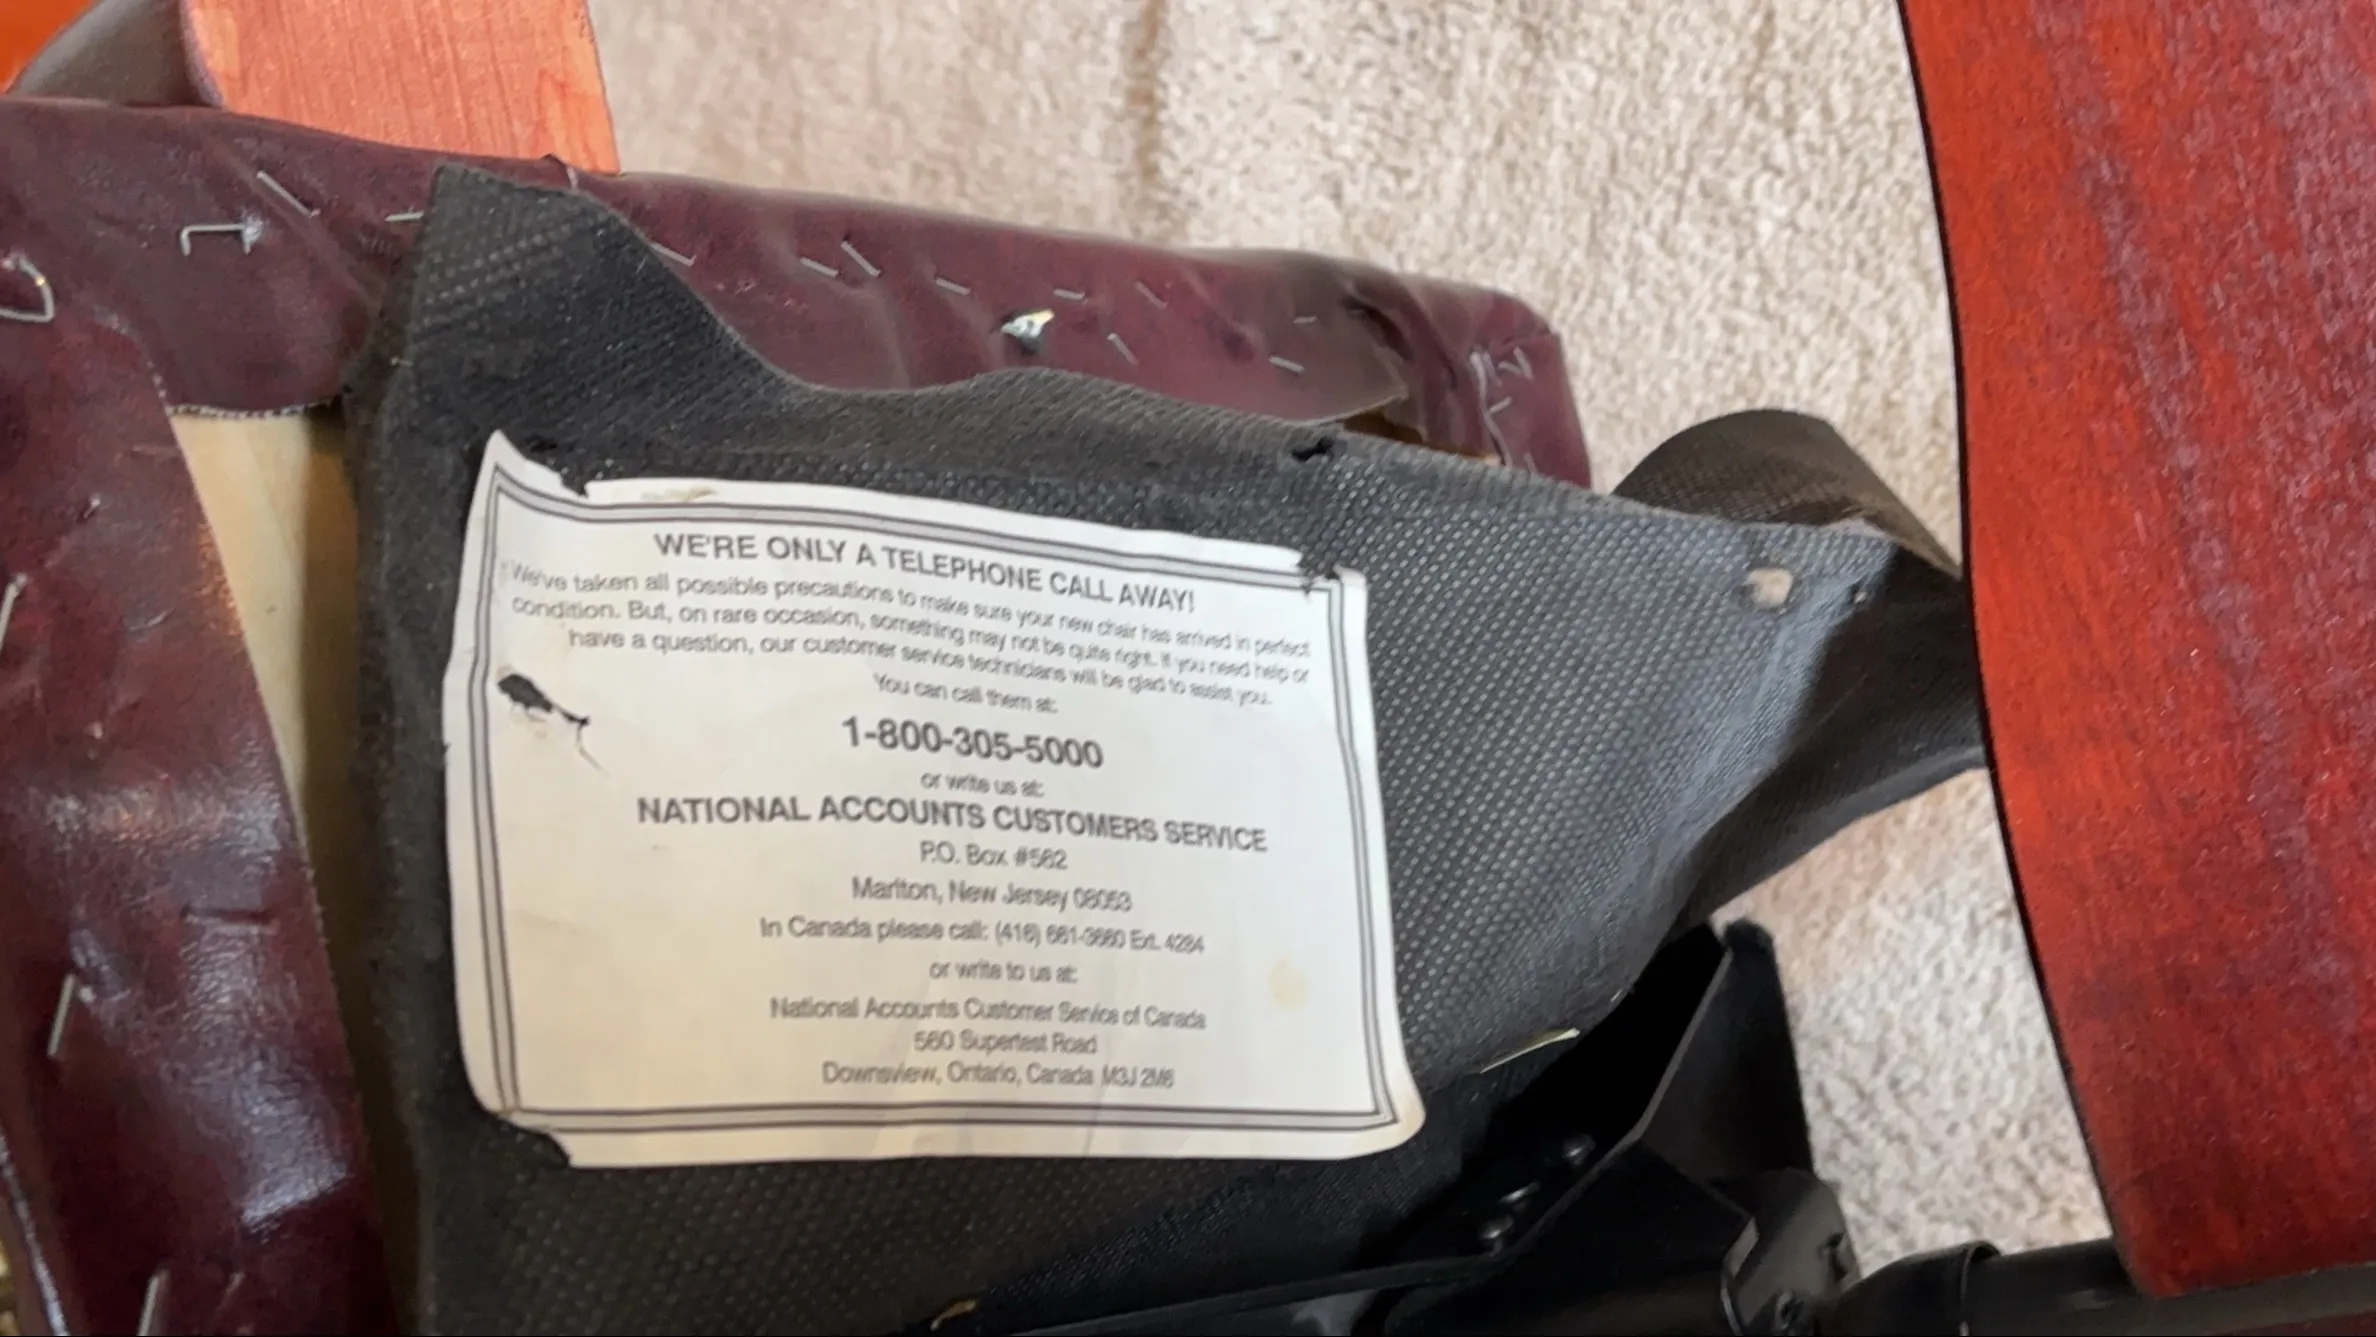 WE'RE ONLY A TELEPHONE CALL AWAY!
We've taken all possible precautions to make sure your new chair has arrived in perfect
condition. But, on rare occasion, something may not be quite right. If you need help or
have a question, our customer service technicians will be glad to assist you.
You can call them at:
1-800-305-5000
or write us at:
NATIONAL ACCOUNTS CUSTOMERS SERVICE
P.O. Box #562
Marlton, New Jersey 08053
In Canada please call: (416) 661-3660 Ext. 4284
or write to us at:
National Accounts Customer Service of Canada
560 Supertest Road
Downsview, Ontario, Canada M3J 2M6